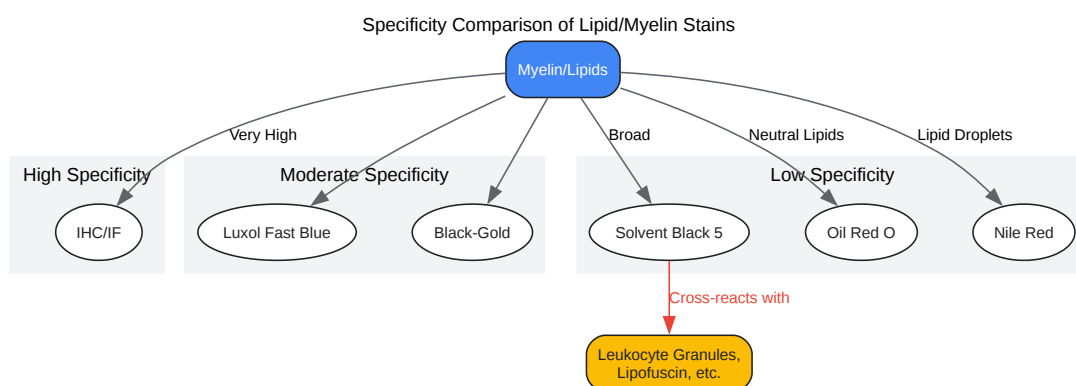 Specificity Comparison of Lipid/Myelin Stains
Myelin/Lipids
Very High
Broad
Neutral Lipids
Lipid Droplets
High Specificity
Moderate Specificity
Low Specificity
IHC/IF
Luxol Fast Blue
Black-Gold
Solvent Black 5
Oil Red O
Nile Red
Cross-reacts with
Leukocyte Granules,
Lipofuscin, etc.